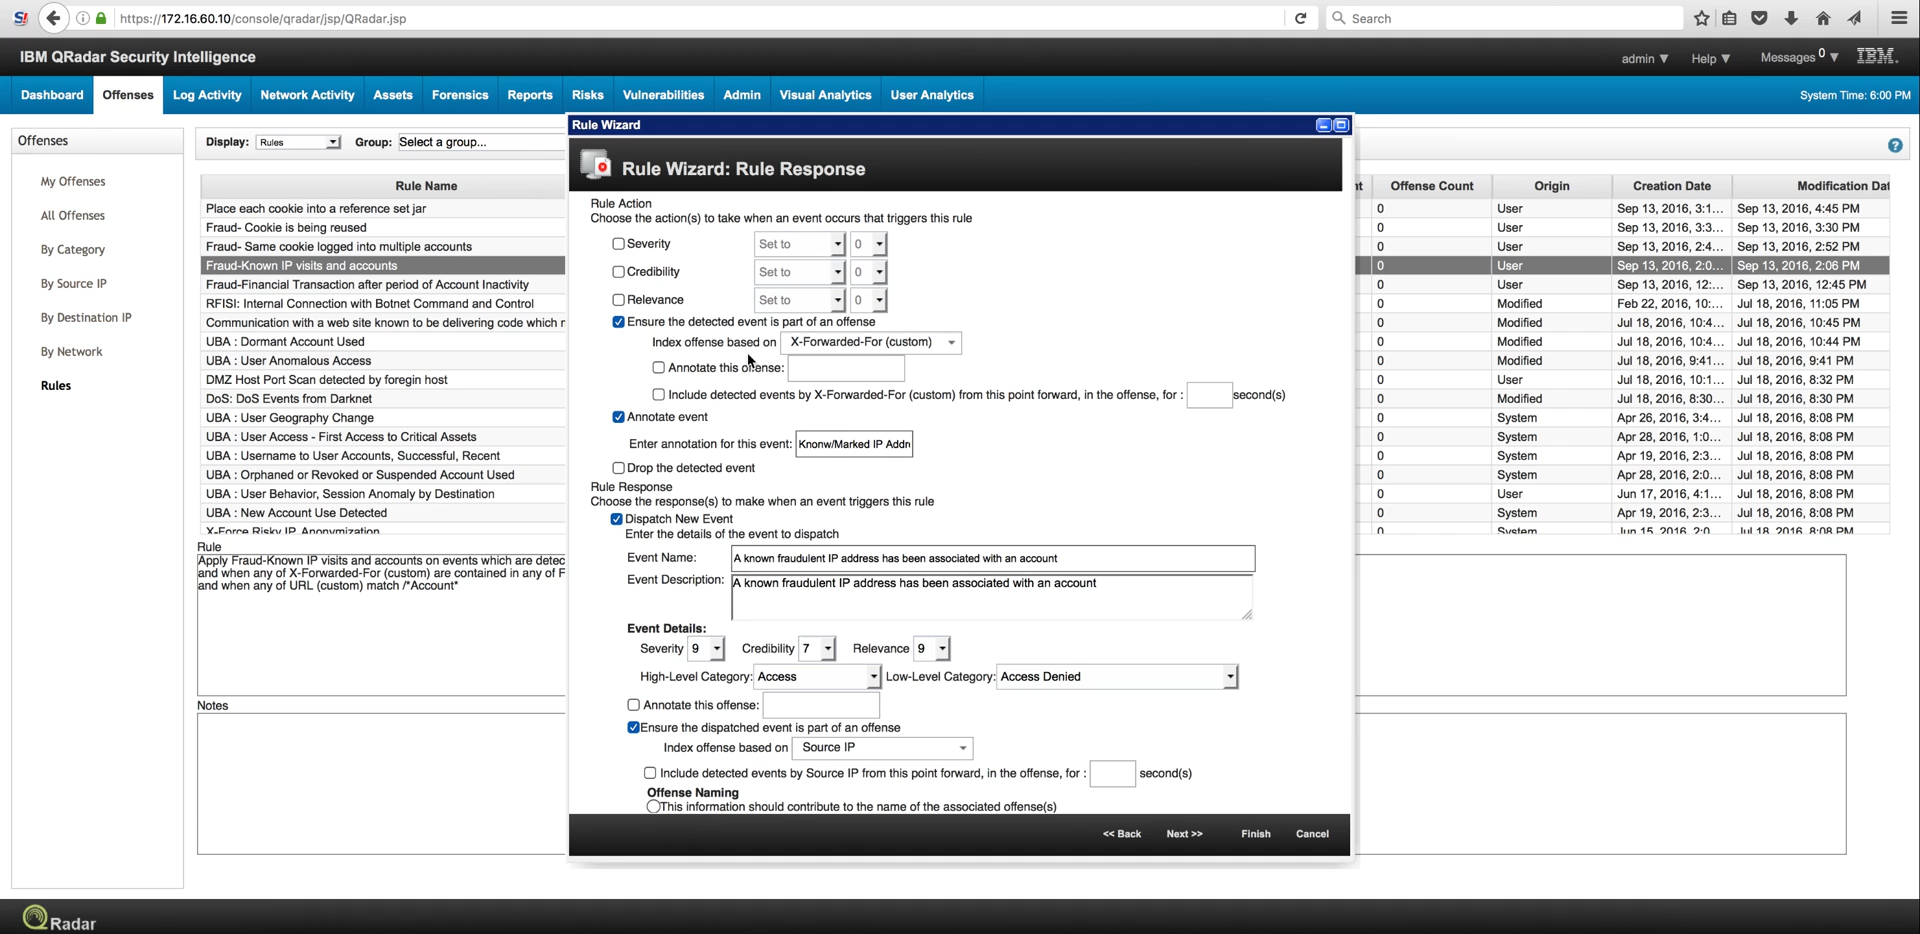 https://172.16.60.10/console/qradar/jsp/QRadar.jsp
Search
IBM QRadar Security Intelligence
admin
Help
Messages 0
IBM.
Dashboard
Offenses
Log Activity
Network Activity
Assets
Forensics
Reports
Risks
Vulnerabilities
Admin
Visual Analytics
User Analytics
System Time: 6:00 PM
Offenses
My Offenses
All Offenses
By Category
By Source IP
By Destination IP
By Network
Rules
Display: Rules
Group: Select a group...
Rule Name
Place each cookie into a reference set jar
Fraud- Cookie is being reused
Fraud- Same cookie logged into multiple accounts
Fraud-Known IP visits and accounts
Fraud-Financial Transaction after period of Account Inactivity
RFISI: Internal Connection with Botnet Command and Control
Communication with a web site known to be delivering code which
UBA : Dormant Account Used
UBA : User Anomalous Access
DMZ Host Port Scan detected by foregin host
DoS: DoS Events from Darknet
UBA : User Geography Change
UBA : User Access - First Access to Critical Assets
UBA : Username to User Accounts, Successful, Recent
UBA : Orphaned or Revoked or Suspended Account Used
UBA : User Behavior, Session Anomaly by Destination
UBA : New Account Use Detected
X-Force Risky IP, Anonymization
Rule
Apply Fraud-Known IP visits and accounts on events which are detec
and when any of X-Forwarded-For (custom) are contained in any of F
and when any of URL (custom) match /*Account*
Notes
Rule Wizard
Rule Wizard: Rule Response
Rule Action
Choose the action(s) to take when an event occurs that triggers this rule
Severity Set to 0
Credibility Set to 0
Relevance Set to 0
Ensure the detected event is part of an offense
Index offense based on X-Forwarded-For (custom)
Annotate this offense:
Include detected events by X-Forwarded-For (custom) from this point forward, in the offense, for : second(s)
Annotate event
Enter annotation for this event: Knonw/Marked IP Addr
Drop the detected event
Rule Response
Choose the response(s) to make when an event triggers this rule
Dispatch New Event
Enter the details of the event to dispatch
Event Name: A known fraudulent IP address has been associated with an account
Event Description: A known fraudulent IP address has been associated with an account
Event Details:
Severity 9 Credibility 7 Relevance 9
High-Level Category: Access Low-Level Category: Access Denied
Annotate this offense:
Ensure the dispatched event is part of an offense
Index offense based on Source IP
Include detected events by Source IP from this point forward, in the offense, for : second(s)
Offense Naming
This information should contribute to the name of the associated offense(s)
<< Back Next >> Finish Cancel
nt Offense Count Origin Creation Date Modification Dat
0 User Sep 13, 2016, 3:1... Sep 13, 2016, 4:45 PM
0 User Sep 13, 2016, 3:3... Sep 13, 2016, 3:30 PM
0 User Sep 13, 2016, 2:4... Sep 13, 2016, 2:52 PM
0 User Sep 13, 2016, 2:0... Sep 13, 2016, 2:06 PM
0 User Sep 13, 2016, 12:... Sep 13, 2016, 12:45 PM
0 Modified Feb 22, 2016, 10:... Jul 18, 2016, 11:05 PM
0 Modified Jul 18, 2016, 10:4... Jul 18, 2016, 10:45 PM
0 Modified Jul 18, 2016, 10:4... Jul 18, 2016, 10:44 PM
0 Modified Jul 18, 2016, 9:41... Jul 18, 2016, 9:41 PM
0 User Jul 18, 2016, 10:1... Jul 18, 2016, 8:32 PM
0 Modified Jul 18, 2016, 8:30... Jul 18, 2016, 8:30 PM
0 System Apr 26, 2016, 3:4... Jul 18, 2016, 8:08 PM
0 System Apr 28, 2016, 1:0... Jul 18, 2016, 8:08 PM
0 System Apr 19, 2016, 2:3... Jul 18, 2016, 8:08 PM
0 System Apr 28, 2016, 2:0... Jul 18, 2016, 8:08 PM
0 User Jun 17, 2016, 4:1... Jul 18, 2016, 8:08 PM
0 System Apr 19, 2016, 2:3... Jul 18, 2016, 8:08 PM
0 System Jun 15, 2016, 2:0... Jul 18, 2016, 8:08 PM
QRadar